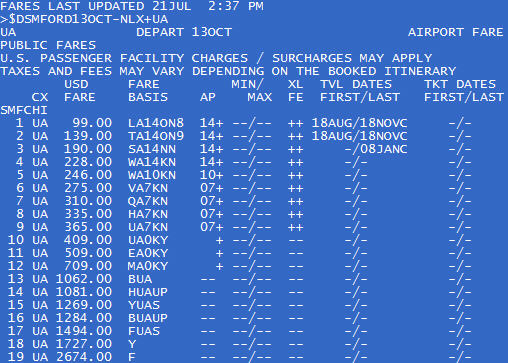 FARES LAST UPDATED 21JUL  2:37 PM
>$DSMFORD13OCT-NLX+UA
UA DEPART 13OCT AIRPORT FARE
PUBLIC FARES
U.S. PASSENGER FACILITY CHARGES / SURCHARGES MAY APPLY
TAXES AND FEES MAY VARY DEPENDING ON THE BOOKED ITINERARY
USD FARE MIN/ XL TVL DATES TKT DATES
CX FARE BASIS AP MAX FE FIRST/LAST FIRST/LAST
SMFCHI
1 UA 99.00 LA14ON8 14+ --/-- ++ 18AUG/18NOVC -/-
2 UA 139.00 TA14ON9 14+ --/-- ++ 18AUG/18NOVC -/-
3 UA 190.00 SA14NN 14+ --/-- ++ -/08JANC -/-
4 UA 228.00 WA14KN 14+ --/-- ++ -/- -/-
5 UA 246.00 WA10KN 10+ --/-- ++ -/- -/-
6 UA 275.00 VA7KN 07+ --/-- ++ -/- -/-
7 UA 310.00 QA7KN 07+ --/-- ++ -/- -/-
8 UA 335.00 HA7KN 07+ --/-- ++ -/- -/-
9 UA 365.00 UA7KN 07+ --/-- ++ -/- -/-
10 UA 409.00 UA0KY + --/-- -- -/- -/-
11 UA 509.00 EA0KY + --/-- -- -/- -/-
12 UA 709.00 MA0KY + --/-- -- -/- -/-
13 UA 1062.00 BUA -- --/-- -- -/- -/-
14 UA 1081.00 HUAUP -- --/-- -- -/- -/-
15 UA 1269.00 YUAS -- --/-- -- -/- -/-
16 UA 1284.00 BUAUP -- --/-- -- -/- -/-
17 UA 1494.00 FUAS -- --/-- -- -/- -/-
18 UA 1727.00 Y -- --/-- -- -/- -/-
19 UA 2674.00 F -- --/-- -- -/- -/-